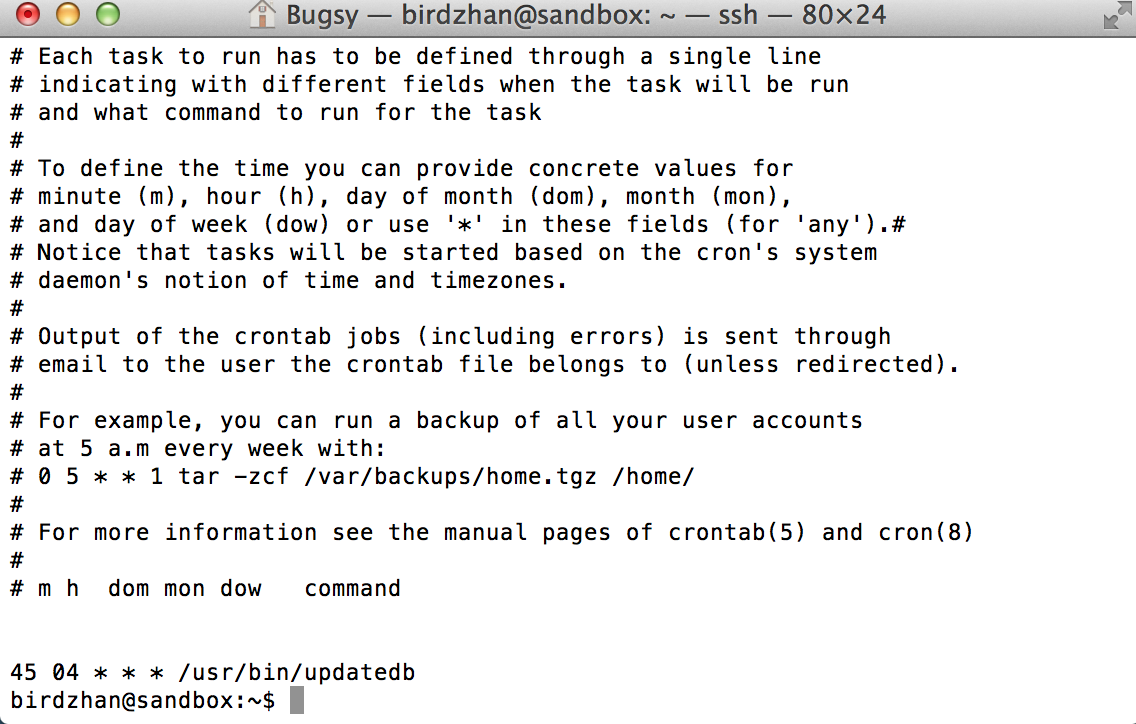 Bugsy — birdzhan@sandbox: ~ — ssh — 80×24
# Each task to run has to be defined through a single line
# indicating with different fields when the task will be run
# and what command to run for the task
#
# To define the time you can provide concrete values for
# minute (m), hour (h), day of month (dom), month (mon),
# and day of week (dow) or use '*' in these fields (for 'any').#
# Notice that tasks will be started based on the cron's system
# daemon's notion of time and timezones.
#
# Output of the crontab jobs (including errors) is sent through
# email to the user the crontab file belongs to (unless redirected).
#
# For example, you can run a backup of all your user accounts
# at 5 a.m every week with:
# 0 5 * * 1 tar -zcf /var/backups/home.tgz /home/
#
# For more information see the manual pages of crontab(5) and cron(8)
#
# m h  dom mon dow   command
45 04 * * * /usr/bin/updatedb
birdzhan@sandbox:~$